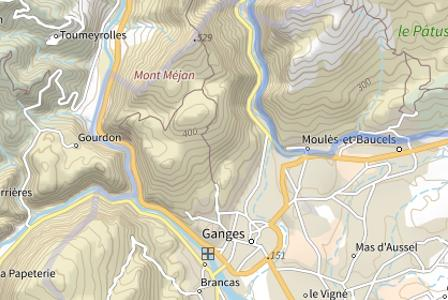 le Patus
Toumeyrolles
529
Mont Méjan
300
400
Gourdon
Moulès-et-Baucels
rrières
Ganges
151
Mas d'Aussel
a Papeterie
Brancas
le Vigné